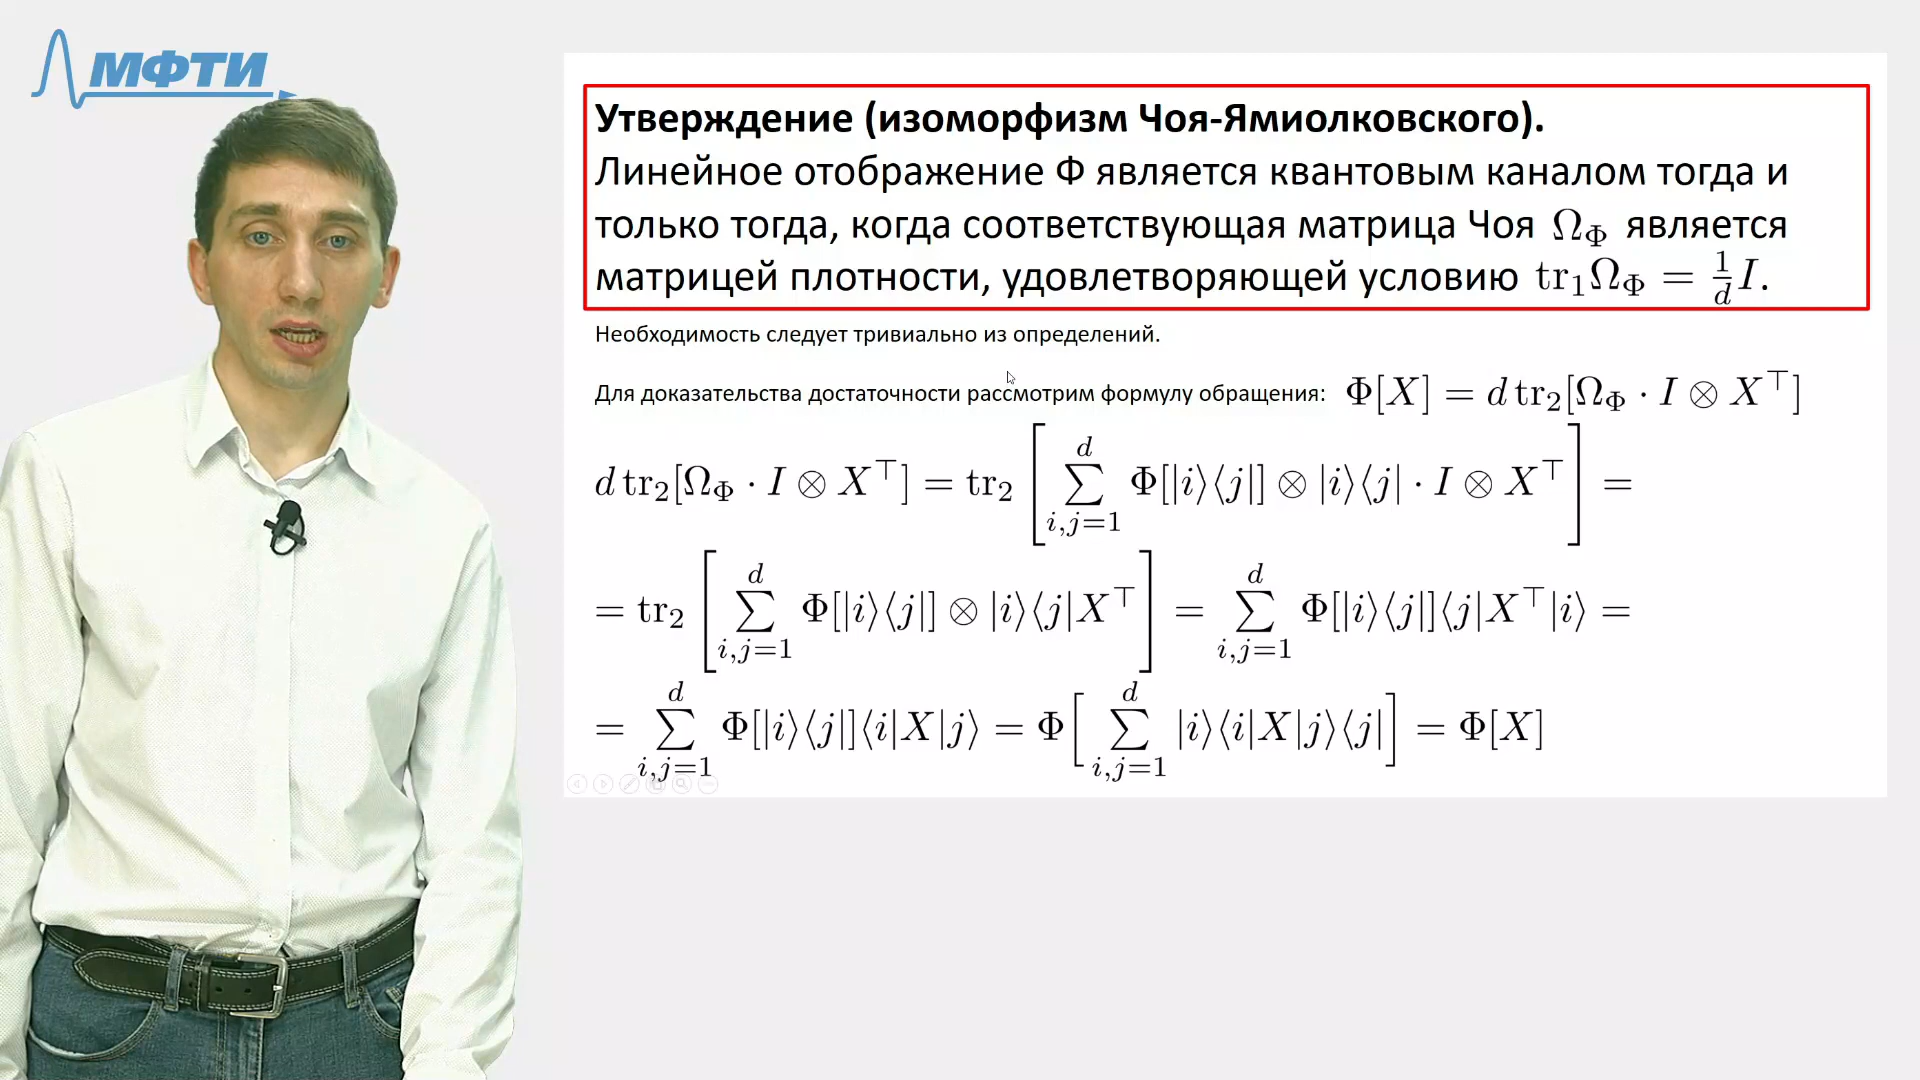 МФТИ
Утверждение (изоморфизм Чоя-Ямиолковского).
Линейное отображение Φ является квантовым каналом тогда и
только тогда, когда соответствующая матрица Чоя Ω_Φ является
матрицей плотности, удовлетворяющей условию tr₁Ω_Φ = 1/d I.
Необходимость следует тривиально из определений.
Для доказательства достаточности рассмотрим формулу обращения: Φ[X] = d tr₂[Ω_Φ · I ⊗ X^⊤]
d tr₂[Ω_Φ · I ⊗ X^⊤] = tr₂ [ ∑_{i,j=1}^{d} Φ[|i⟩⟨j|] ⊗ |i⟩⟨j| · I ⊗ X^⊤ ] =
= tr₂ [ ∑_{i,j=1}^{d} Φ[|i⟩⟨j|] ⊗ |i⟩⟨j|X^⊤ ] = ∑_{i,j=1}^{d} Φ[|i⟩⟨j|]⟨j|X^⊤|i⟩ =
= ∑_{i,j=1}^{d} Φ[|i⟩⟨j|]⟨i|X|j⟩ = Φ[ ∑_{i,j=1}^{d} |i⟩⟨i|X|j⟩⟨j| ] = Φ[X]